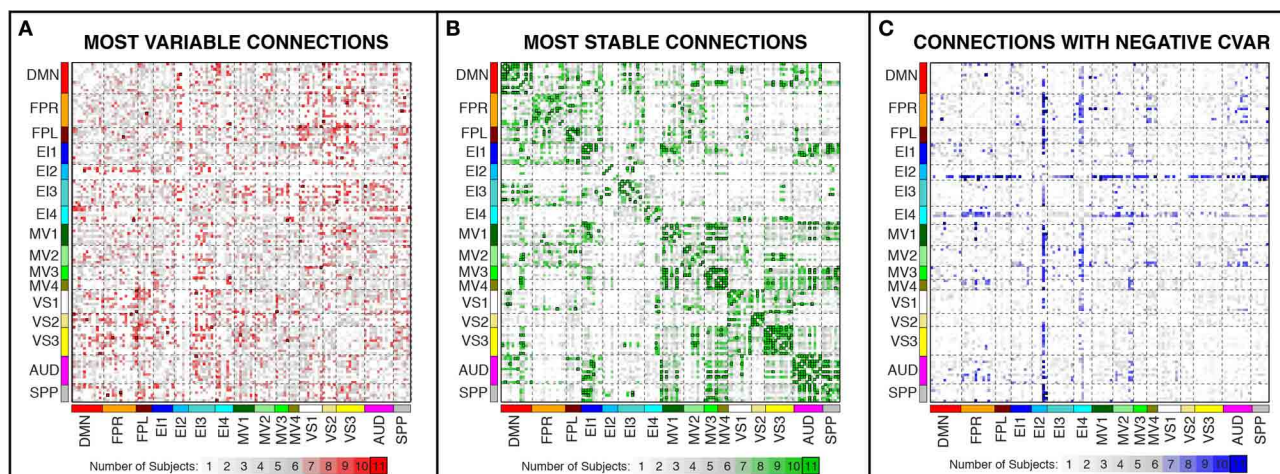 A
MOST VARIABLE CONNECTIONS
DMN
FPR
FPL
EI1
EI2
EI3
EI4
MV1
MV2
MV3
MV4
VS1
VS2
VS3
AUD
SPP
DMN FPR FPL EI1 EI2 EI3 EI4 MV1 MV2 MV3 MV4 VS1 VS2 VS3 AUD SPP
Number of Subjects: 1 2 3 4 5 6 7 8 9 10 11
B
MOST STABLE CONNECTIONS
DMN
FPR
FPL
EI1
EI2
EI3
EI4
MV1
MV2
MV3
MV4
VS1
VS2
VS3
AUD
SPP
DMN FPR FPL EI1 EI2 EI3 EI4 MV1 MV2 MV3 MV4 VS1 VS2 VS3 AUD SPP
Number of Subjects: 1 2 3 4 5 6 7 8 9 10 11
C
CONNECTIONS WITH NEGATIVE CVAR
DMN
FPR
FPL
EI1
EI2
EI3
EI4
MV1
MV2
MV3
MV4
VS1
VS2
VS3
AUD
SPP
DMN FPR FPL EI1 EI2 EI3 EI4 MV1 MV2 MV3 MV4 VS1 VS2 VS3 AUD SPP
Number of Subjects: 1 2 3 4 5 6 7 8 9 10 11